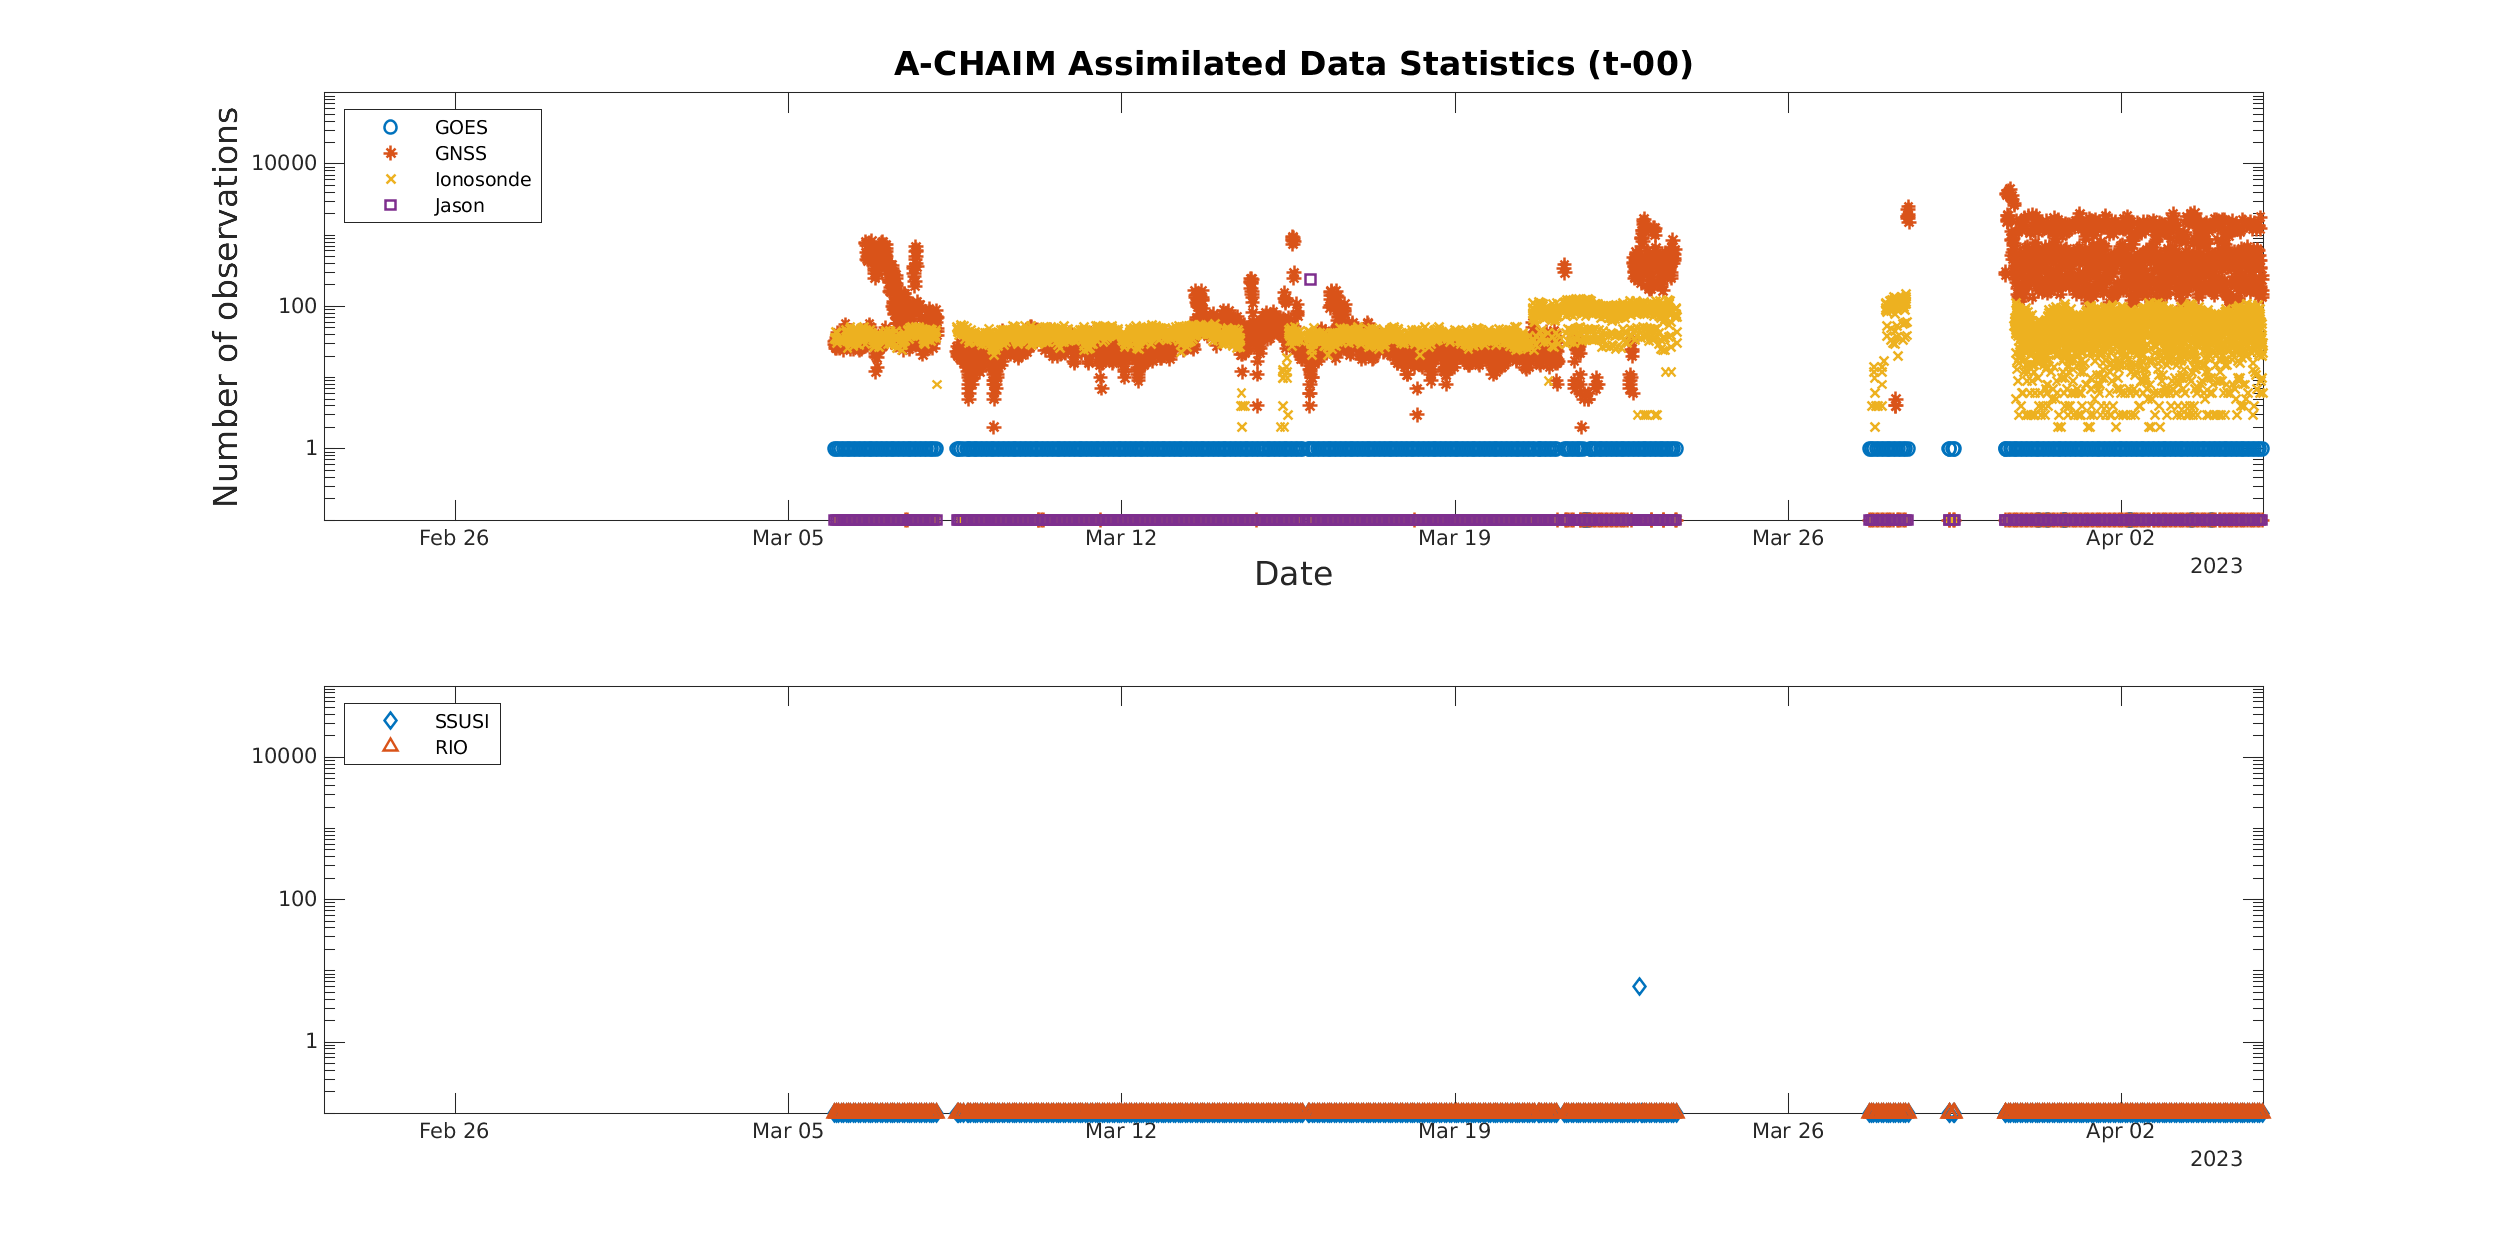 A-CHAIM Assimilated Data Statistics (t-00)
Number of observations
10000
100
1
GOES
GNSS
Ionosonde
Jason
Feb 26 Mar 05 Mar 12 Mar 19 Mar 26 Apr 02
2023
Date
10000
100
1
SSUSI
RIO
Feb 26 Mar 05 Mar 12 Mar 19 Mar 26 Apr 02
2023